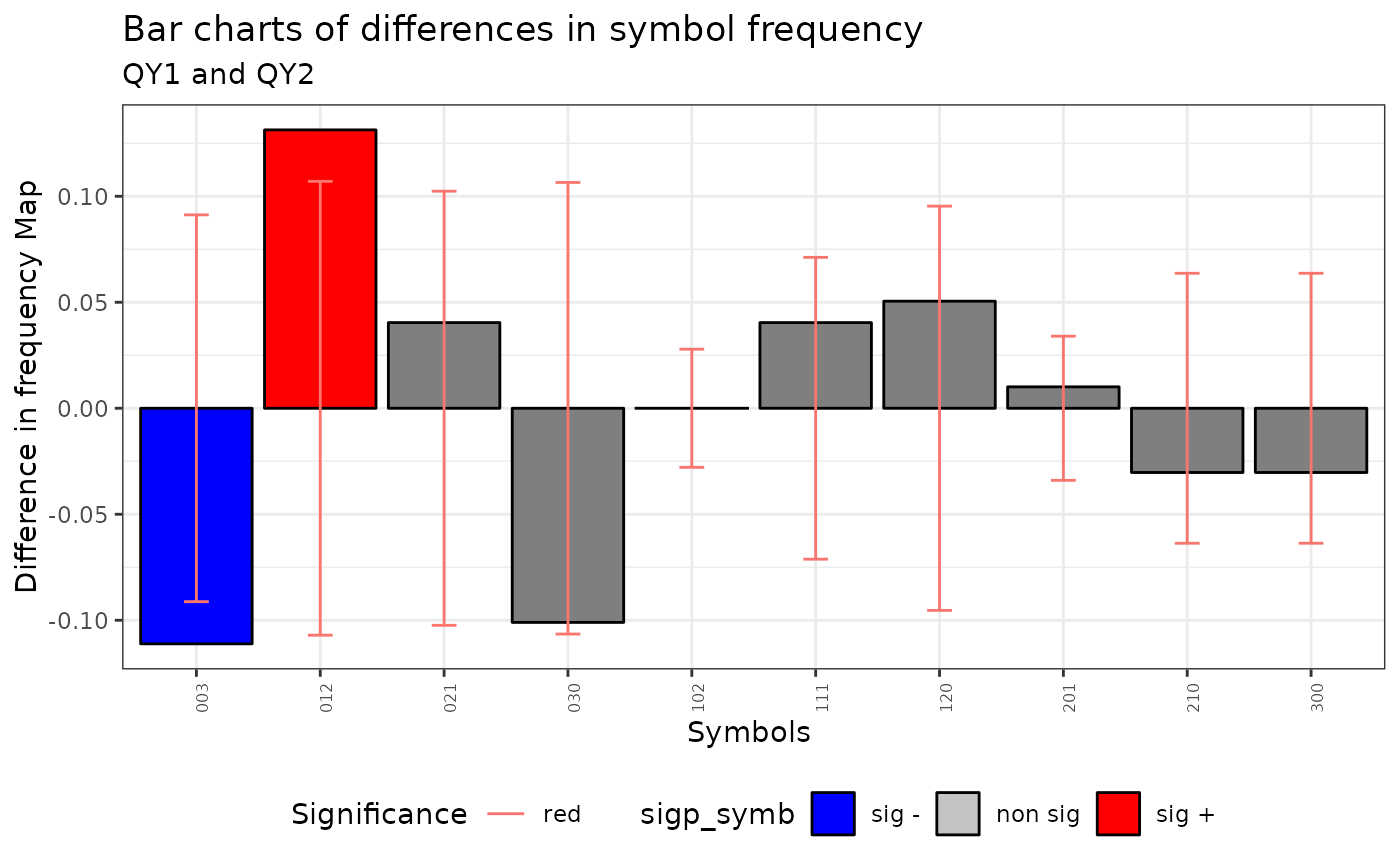 Bar charts of differences in symbol frequency
QY1 and QY2
Difference in frequency Map
0.10
0.05
0.00
-0.05
-0.10
003 012 021 030 102 111 120 201 210 300
Symbols
Significance red sigp_symb sig - non sig sig +